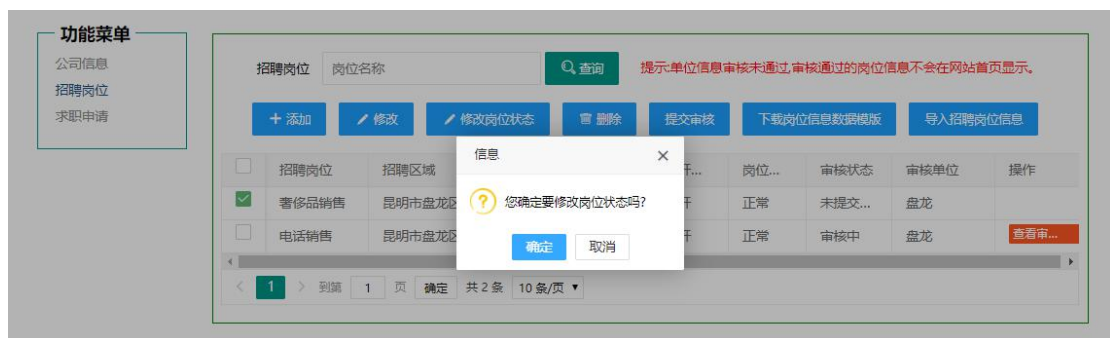 功能菜单
公司信息
招聘岗位
求职申请
招聘岗位 岗位名称 查询 提示:单位信息审核未通过,审核通过的岗位信息不会在网站首页显示。
添加 修改 修改岗位状态 删除 提交审核 下载岗位信息数据模版 导入招聘岗位信息
招聘岗位 招聘区域 岗位... 审核状态 审核单位 操作
奢侈品销售 昆明市盘龙区 正常 未提交... 盘龙
电话销售 昆明市盘龙区 正常 审核中 盘龙 查看审...
信息
您确定要修改岗位状态吗?
确定 取消
1 到第 1 页 确定 共 2 条 10 条/页